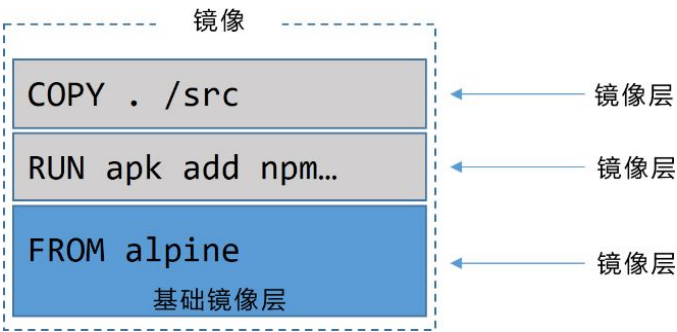 镜像
COPY . /src
镜像层
RUN apk add npm…
镜像层
FROM alpine
镜像层
基础镜像层